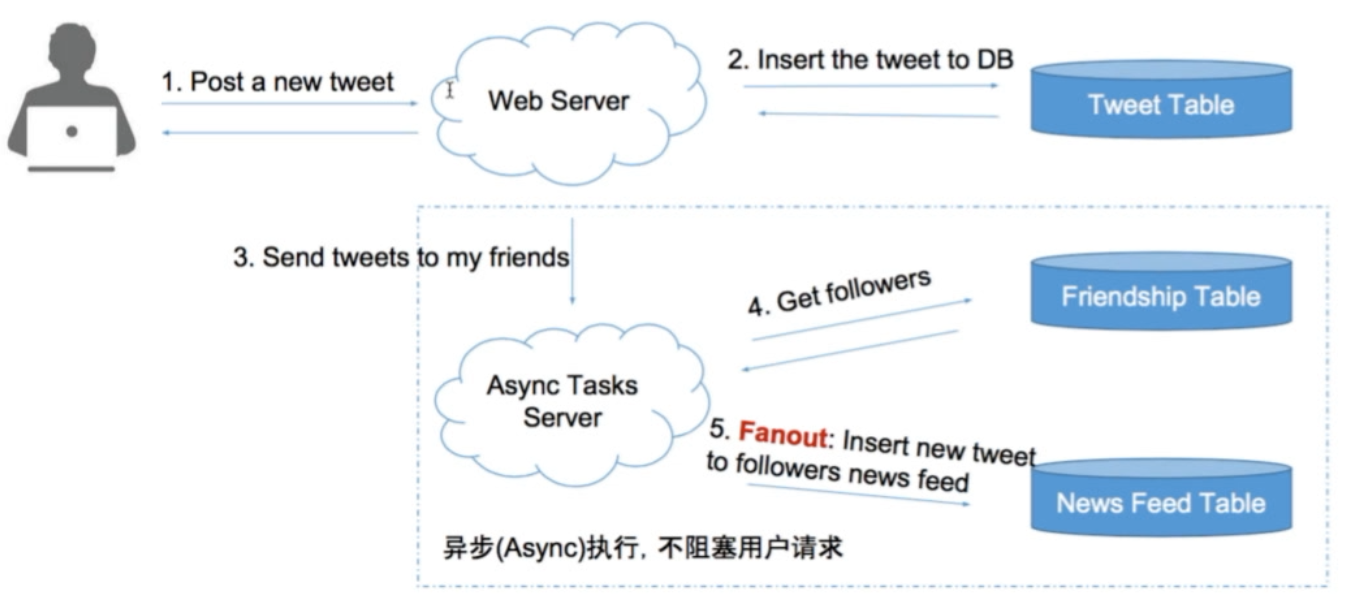 1. Post a new tweet
Web Server
2. Insert the tweet to DB
Tweet Table
3. Send tweets to my friends
4. Get followers
Friendship Table
Async Tasks
Server
5. Fanout: Insert new tweet
to followers news feed
News Feed Table
异步(Async)执行, 不阻塞用户请求